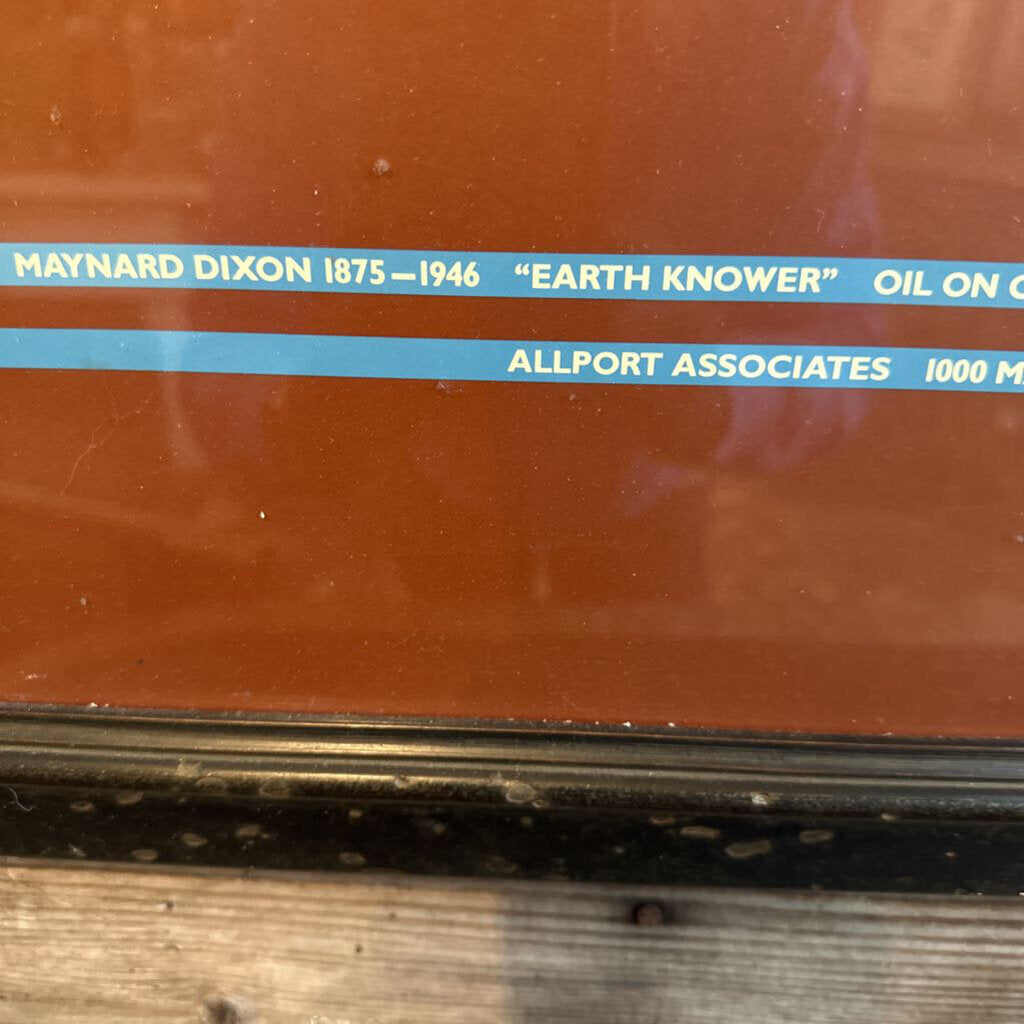 MAYNARD DIXON 1875—1946 “EARTH KNOWER” OIL ON
ALLPORT ASSOCIATES 1000